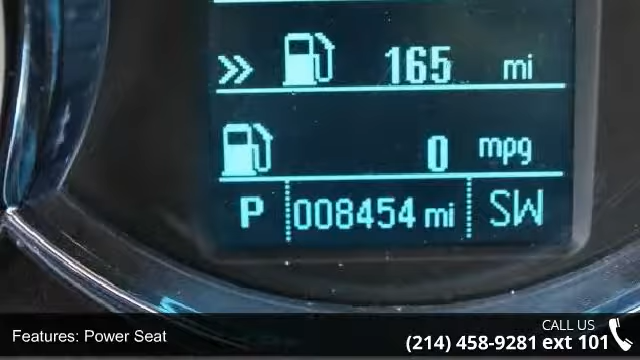 165 mi
0 mpg
P 008454 mi SW
Features: Power Seat
CALL US
(214) 458-9281 ext 101